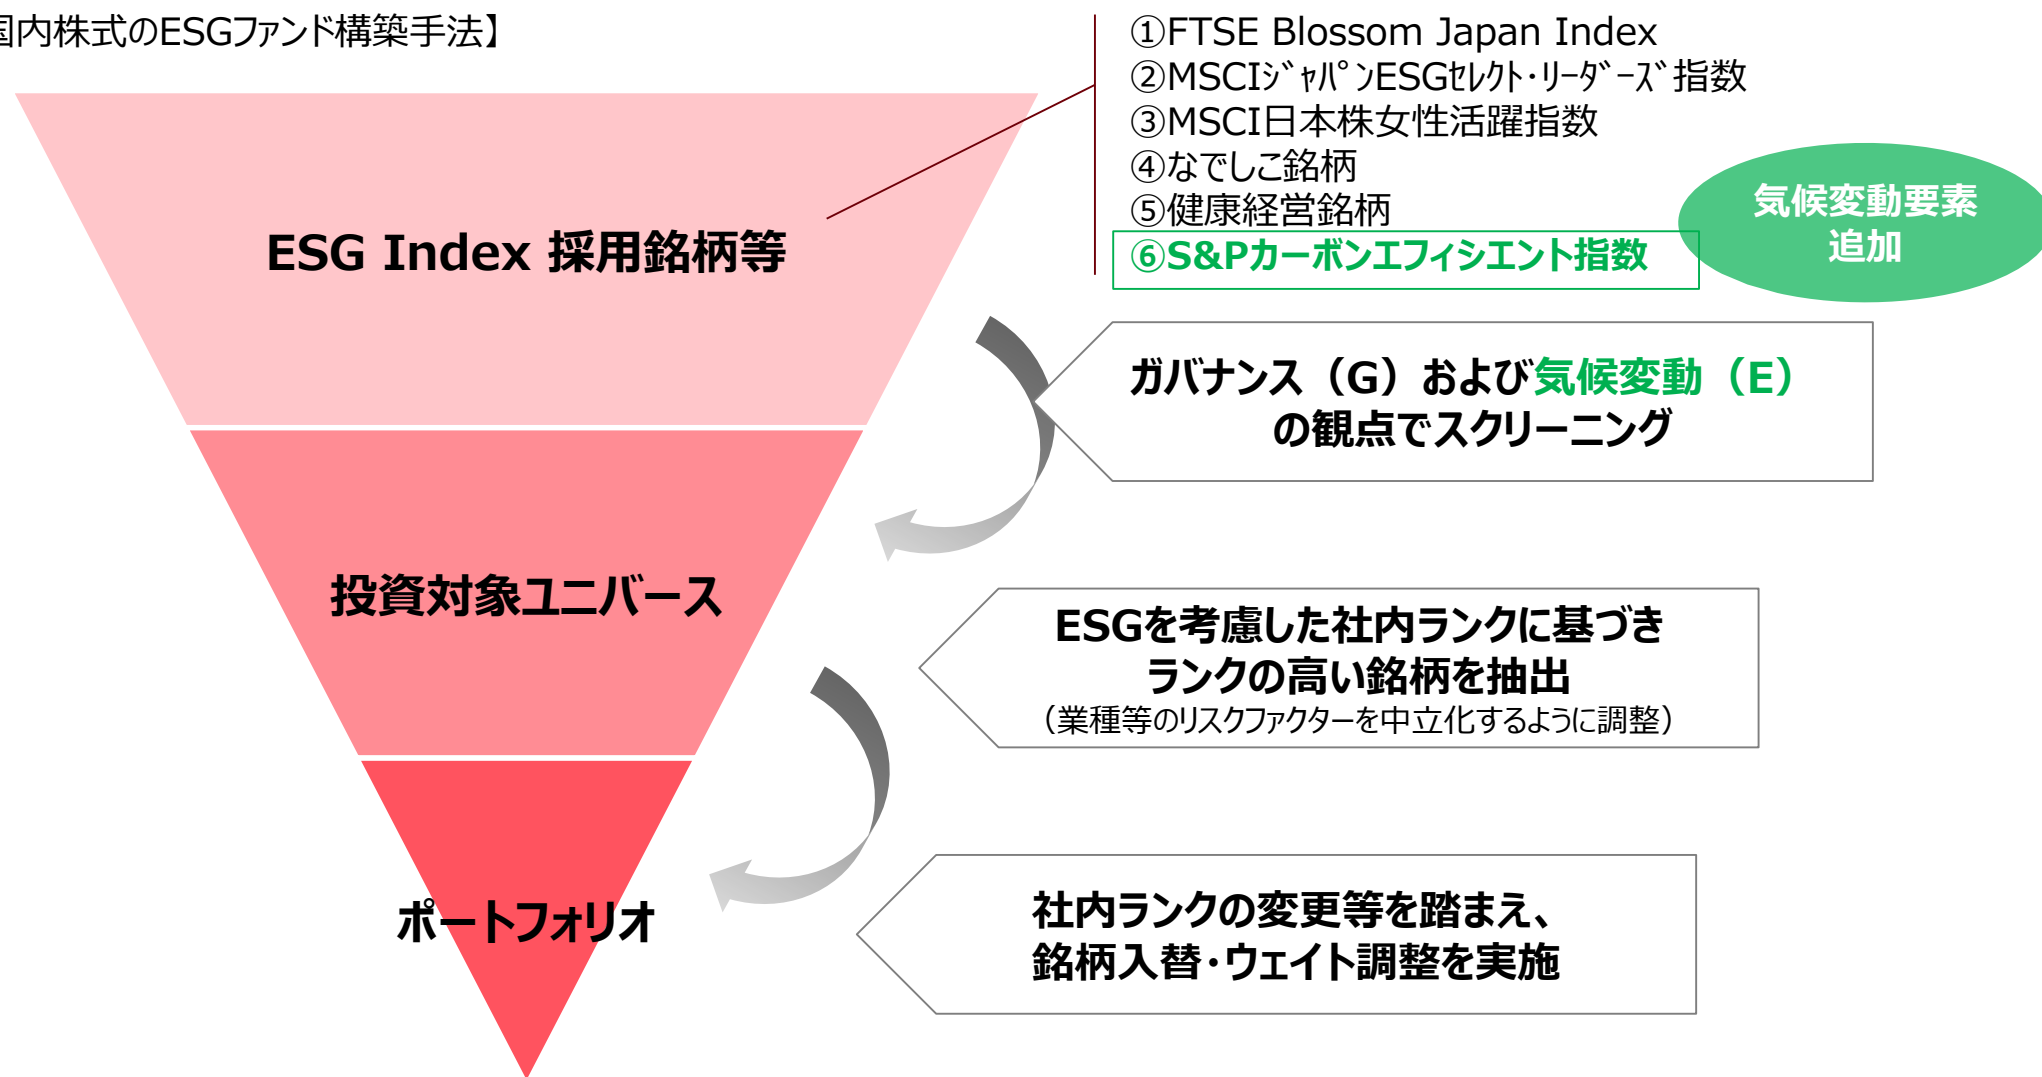 国内株式のESGファンド構築手法】
①FTSE Blossom Japan Index
②MSCIｼﾞｬﾊﾟﾝESGｾﾚｸﾄ･ﾘｰﾀﾞｰｽﾞ指数
③MSCI日本株女性活躍指数
④なでしこ銘柄
⑤健康経営銘柄
⑥S&Pカーボンエフィシエント指数
気候変動要素
追加
ESG Index 採用銘柄等
ガバナンス（G）および気候変動（E）
の観点でスクリーニング
投資対象ユニバース
ESGを考慮した社内ランクに基づき
ランクの高い銘柄を抽出
（業種等のリスクファクターを中立化するように調整）
ポートフォリオ
社内ランクの変更等を踏まえ、
銘柄入替・ウェイト調整を実施